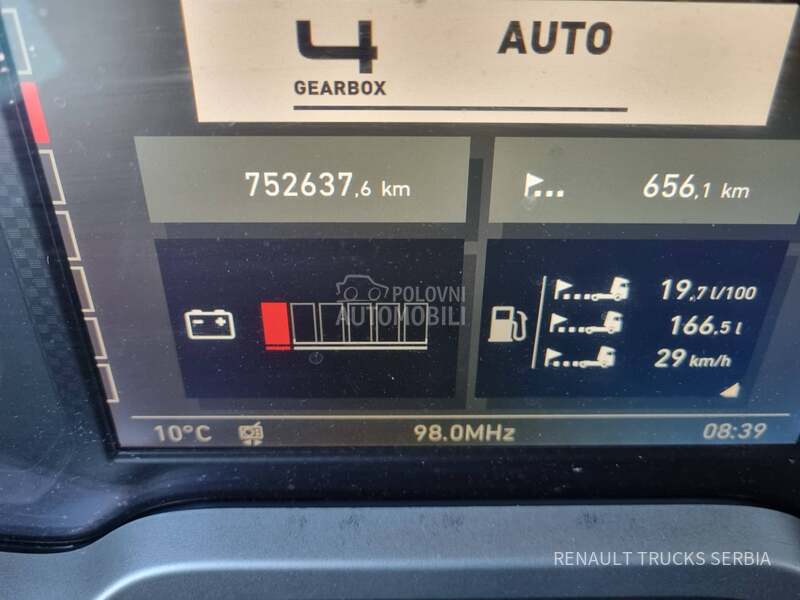 4 AUTO
GEARBOX
752637,6 km 656,1 km
19,7 l/100
166,5 l
29 km/h
POLOVNI
AUTOMOBILI
10°C 98.0MHz 08:39
RENAULT TRUCKS SERBIA